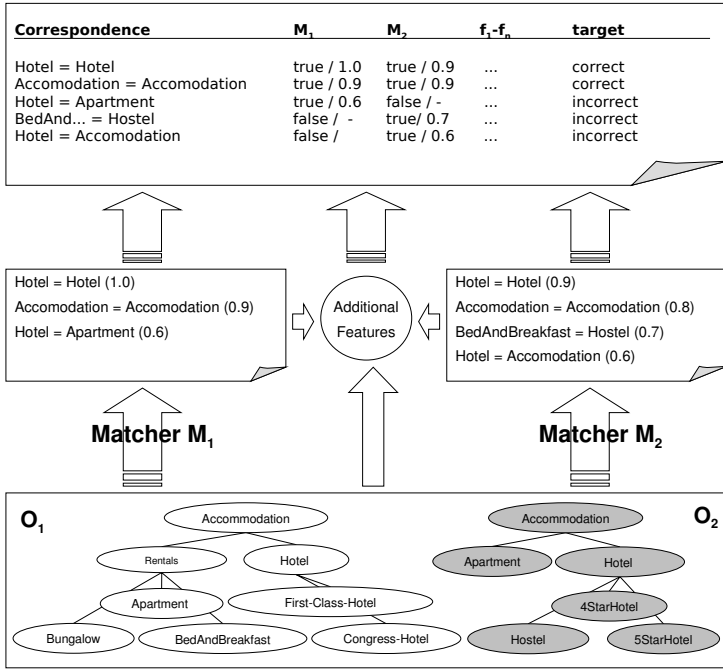 Correspondence M₁ M₂ f₁-fₙ target
Hotel = Hotel true / 1.0 true / 0.9 ... correct
Accomodation = Accomodation true / 0.9 true / 0.9 ... correct
Hotel = Apartment true / 0.6 false / - ... incorrect
BedAnd... = Hostel false / - true/ 0.7 ... incorrect
Hotel = Accomodation false / true / 0.6 ... incorrect
Hotel = Hotel (1.0)
Accomodation = Accomodation (0.9)
Hotel = Apartment (0.6)
Additional
Features
Hotel = Hotel (0.9)
Accomodation = Accomodation (0.8)
BedAndBreakfast = Hostel (0.7)
Hotel = Accomodation (0.6)
Matcher M₁
Matcher M₂
O₁
Accommodation
Rentals
Hotel
Apartment
First-Class-Hotel
Bungalow
BedAndBreakfast
Congress-Hotel
O₂
Accommodation
Apartment
Hotel
4StarHotel
Hostel
5StarHotel